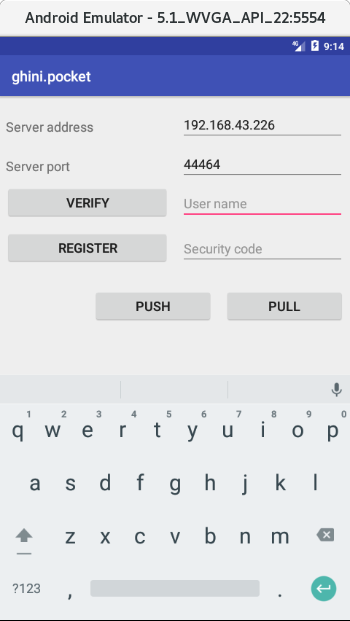 Android Emulator - 5.1_WVGA_API_22:5554
4G 9:14
ghini.pocket
Server address 192.168.43.226
Server port 44464
VERIFY User name
REGISTER Security code
PUSH PULL
1 2 3 4 5 6 7 8 9 0
q w e r t y u i o p
a s d f g h j k l
z x c v b n m
?123 , .